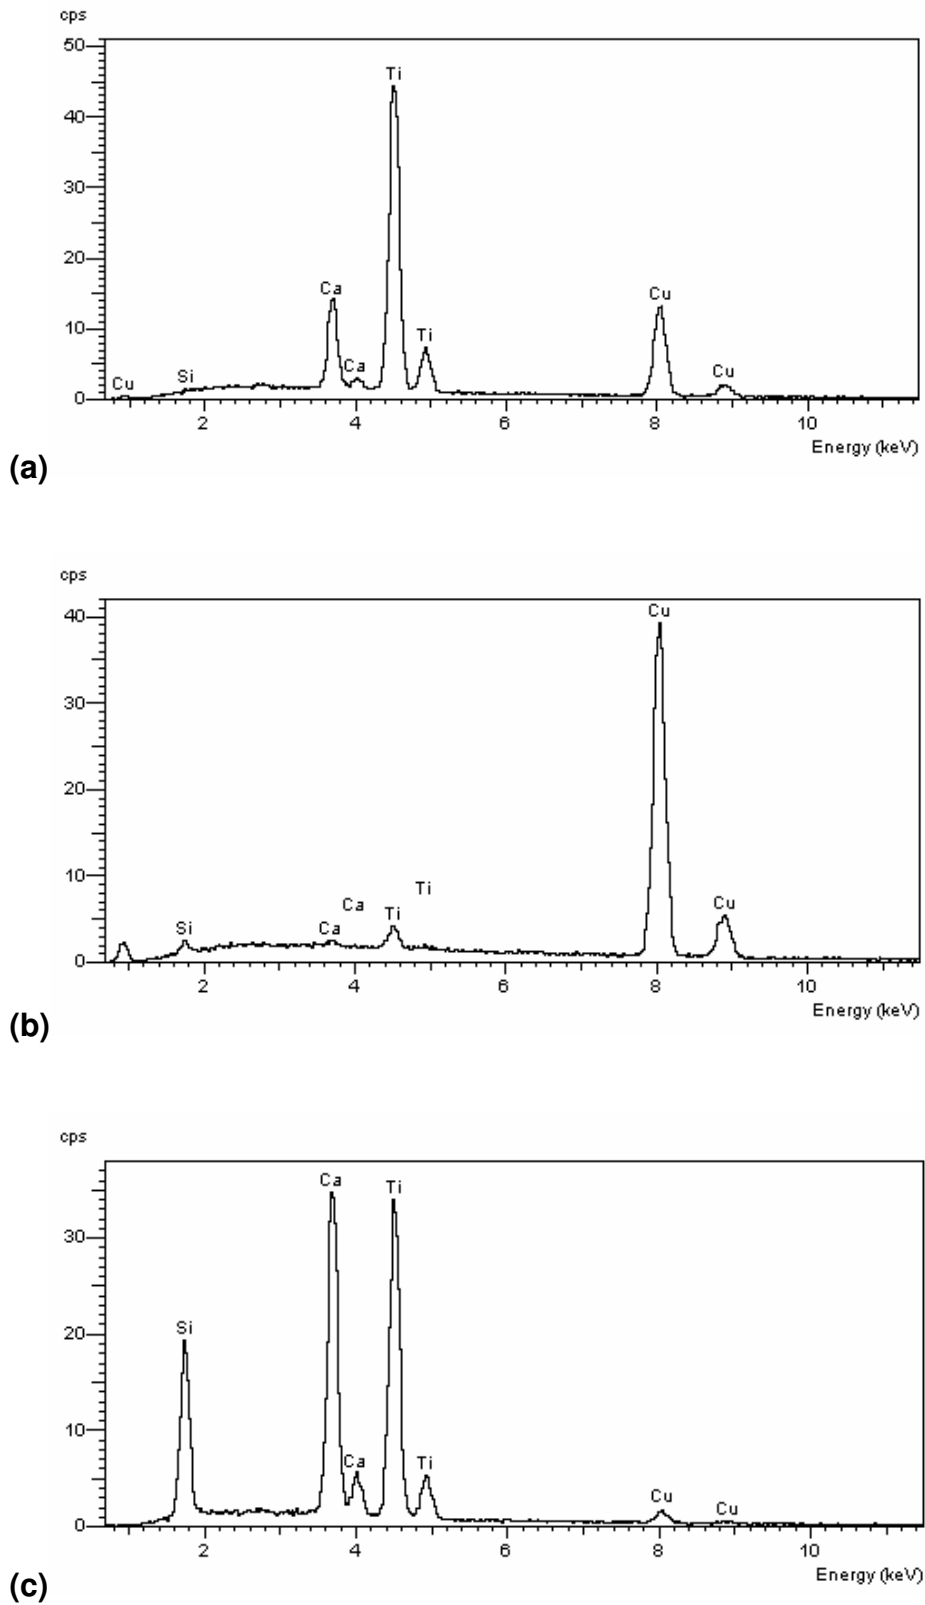 cps
50
Ti
40
30
20
Ca
Cu
10
Ti
Ca
Cu
Cu
Si
0
2 4 6 8 10
Energy (keV)
(a)
cps
40
Cu
30
20
10
Ti
Ca
Ti
Cu
Si
Ca
0
2 4 6 8 10
Energy (keV)
(b)
cps
Ca
Ti
30
Si
20
10
Ca
Ti
Cu
Cu
0
2 4 6 8 10
Energy (keV)
(c)